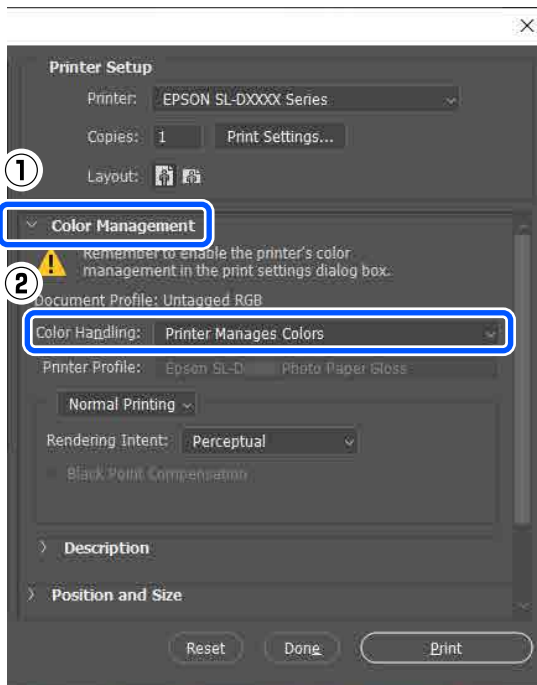 Printer Setup
Printer: EPSON SL-DXXXX Series
Copies: 1 Print Settings...
① Layout:
Color Management
Remember to enable the printer's color
② management in the print settings dialog box.
Document Profile: Untagged RGB
Color Handling: Printer Manages Colors
Printer Profile: Epson SL-D Photo Paper Gloss
Normal Printing
Rendering Intent: Perceptual
Black Point Compensation
Description
Position and Size
Reset Done Print